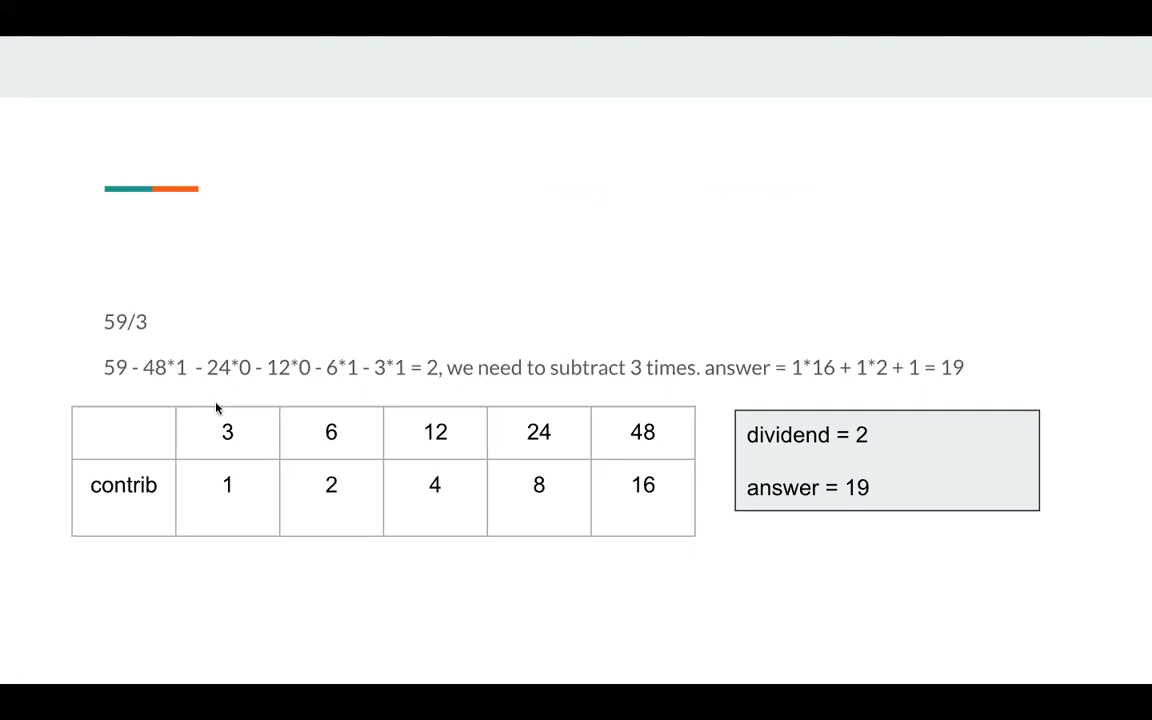 59/3
59 - 48*1 - 24*0 - 12*0 - 6*1 - 3*1 = 2, we need to subtract 3 times. answer = 1*16 + 1*2 + 1 = 19
3 6 12 24 48
contrib 1 2 4 8 16
dividend = 2
answer = 19